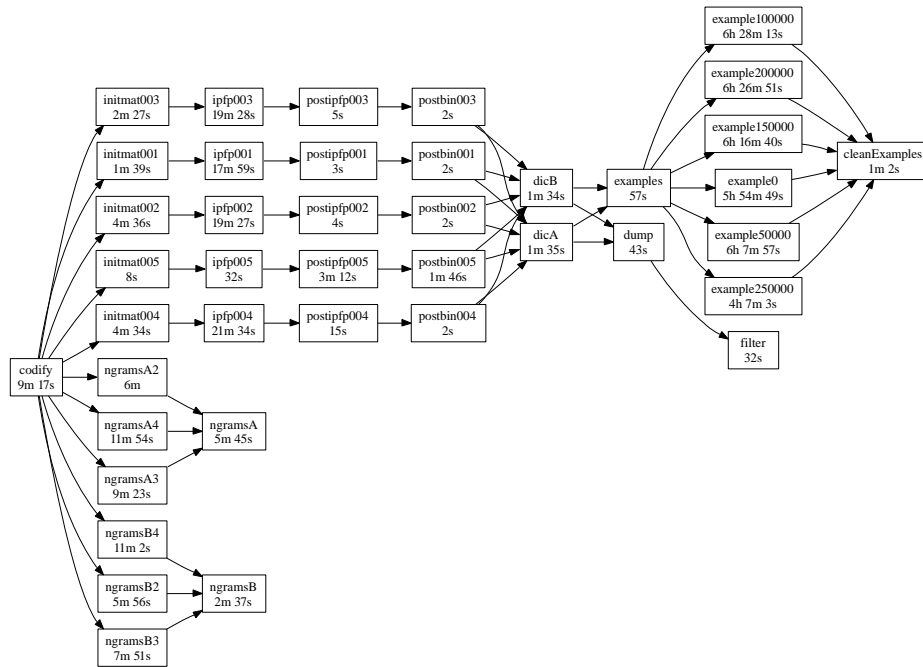 example100000
6h 28m 13s
example200000
6h 26m 51s
example150000
6h 16m 40s
example0
5h 54m 49s
example50000
6h 7m 57s
example250000
4h 7m 3s
cleanExamples
1m 2s
initmat003
2m 27s
ipfp003
19m 28s
postipfp003
5s
postbin003
2s
initmat001
1m 39s
ipfp001
17m 59s
postipfp001
3s
postbin001
2s
initmat002
4m 36s
ipfp002
19m 27s
postipfp002
4s
postbin002
2s
initmat005
8s
ipfp005
32s
postipfp005
3m 12s
postbin005
1m 46s
initmat004
4m 34s
ipfp004
21m 34s
postipfp004
15s
postbin004
2s
dicB
1m 34s
dicA
1m 35s
examples
57s
dump
43s
filter
32s
codify
9m 17s
ngramsA2
6m
ngramsA4
11m 54s
ngramsA3
9m 23s
ngramsA
5m 45s
ngramsB4
11m 2s
ngramsB2
5m 56s
ngramsB3
7m 51s
ngramsB
2m 37s